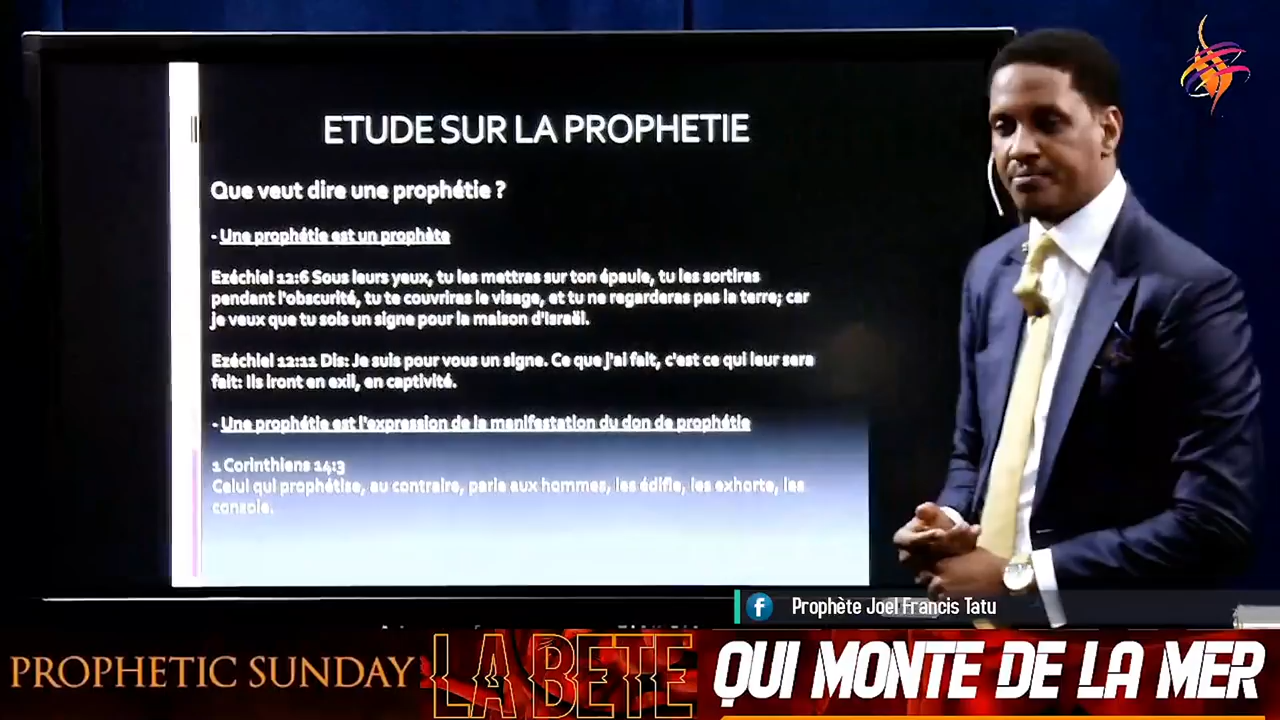 ETUDE SUR LA PROPHETIE
Que veut dire une prophétie ?
- Une prophétie est un prophète
Ezéchiel 12:6 Sous leurs yeux, tu les mettras sur ton épaule, tu les sortiras
pendant l'obscurité, tu te couvriras le visage, et tu ne regarderas pas la terre; car
je veux que tu sois un signe pour la maison d'Israël.
Ezéchiel 12:11 Dis: Je suis pour vous un signe. Ce que j'ai fait, c'est ce qui leur sera
fait: Ils iront en exil, en captivité.
- Une prophétie est l'expression de la manifestation du don de prophétie
1 Corinthiens 14:3
Celui qui prophétise, au contraire, parle aux hommes, les édifie, les exhorte, les
console.
f Prophète Joel Francis Tatu
PROPHETIC SUNDAY LA BETE QUI MONTE DE LA MER